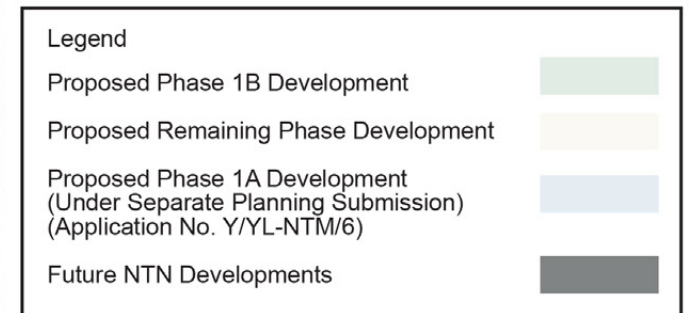 Legend
Proposed Phase 1B Development
Proposed Remaining Phase Development
Proposed Phase 1A Development
(Under Separate Planning Submission)
(Application No. Y/YL-NTM/6)
Future NTN Developments